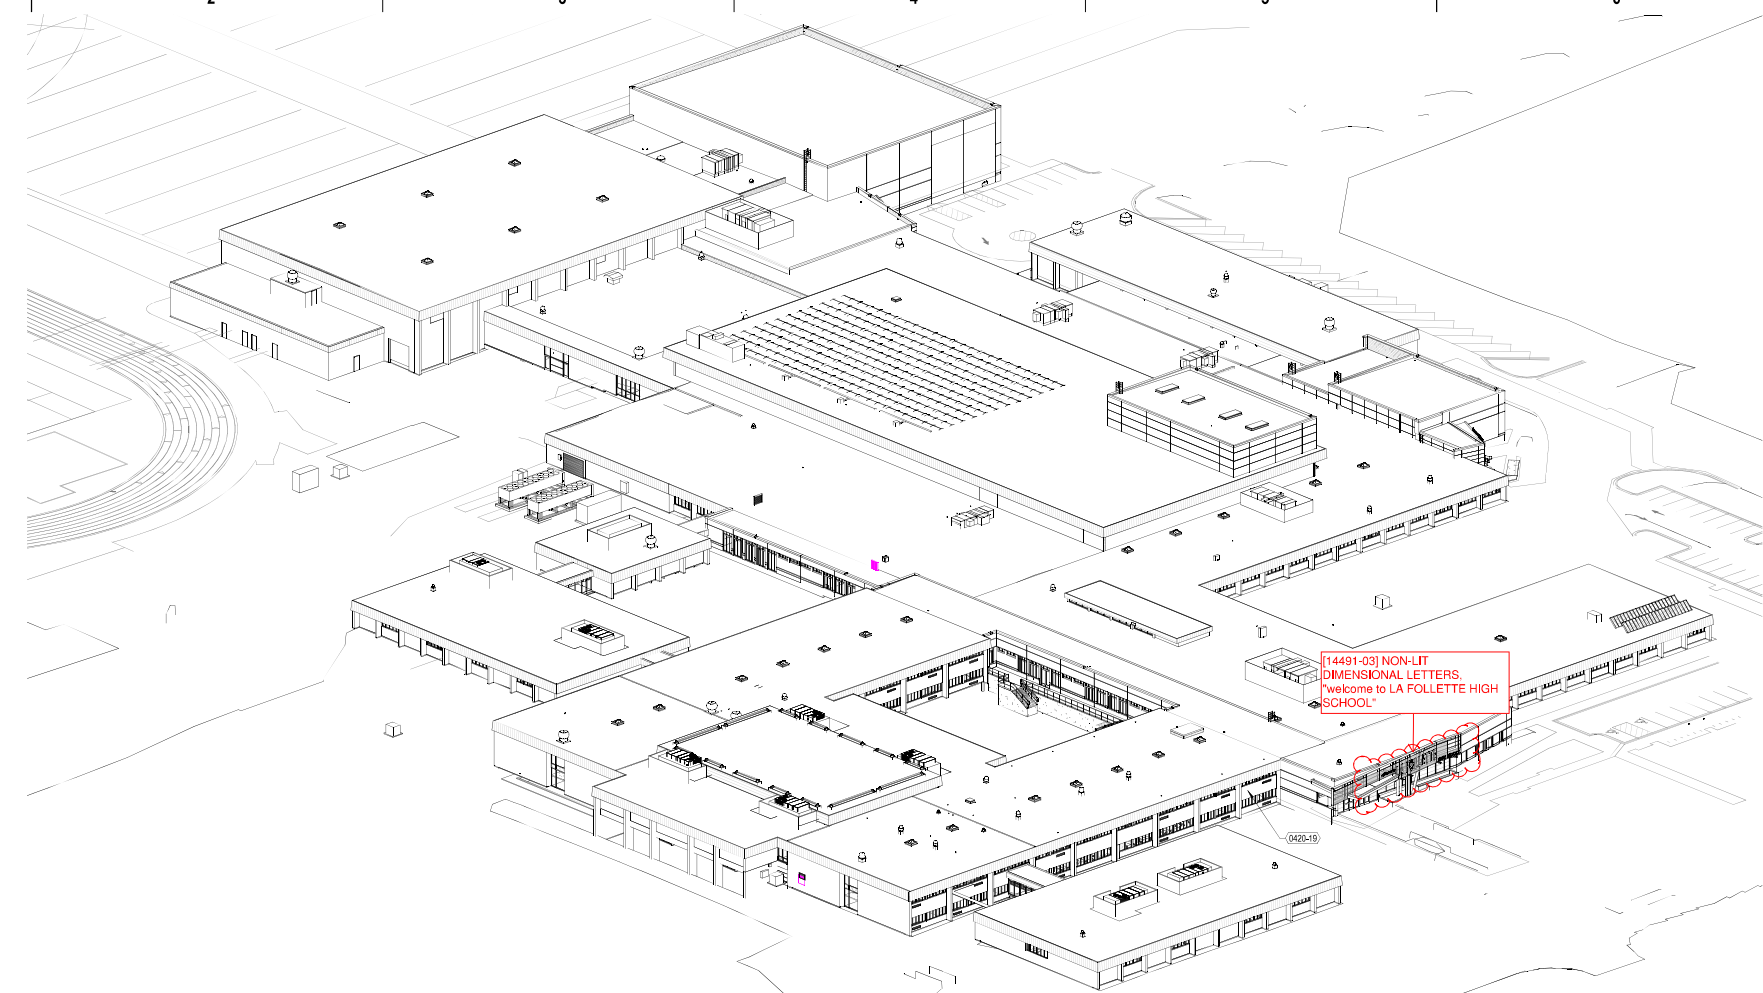 [14491-03] NON-LIT
DIMENSIONAL LETTERS,
"welcome to LA FOLLETTE HIGH
SCHOOL"
0420-19